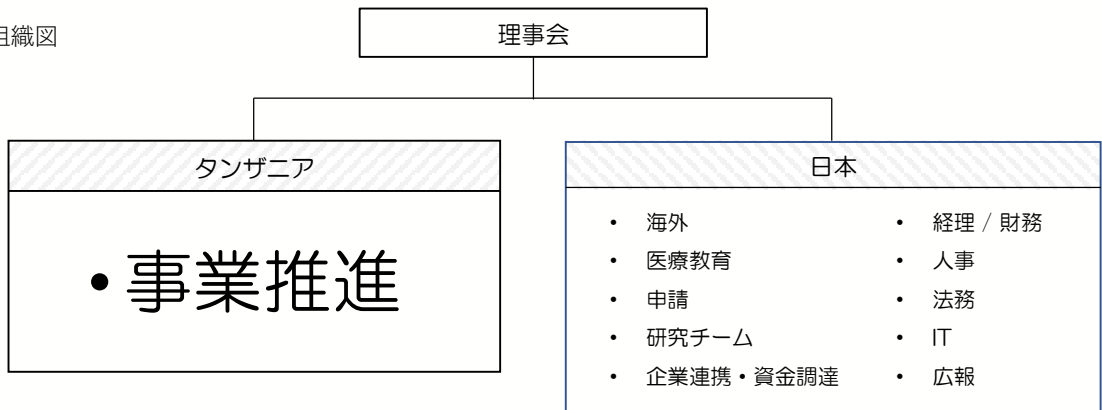 組織図
理事会
タンザニア
• 事業推進
日本
• 海外
• 医療教育
• 申請
• 研究チーム
• 企業連携・資金調達
• 経理 / 財務
• 人事
• 法務
• IT
• 広報